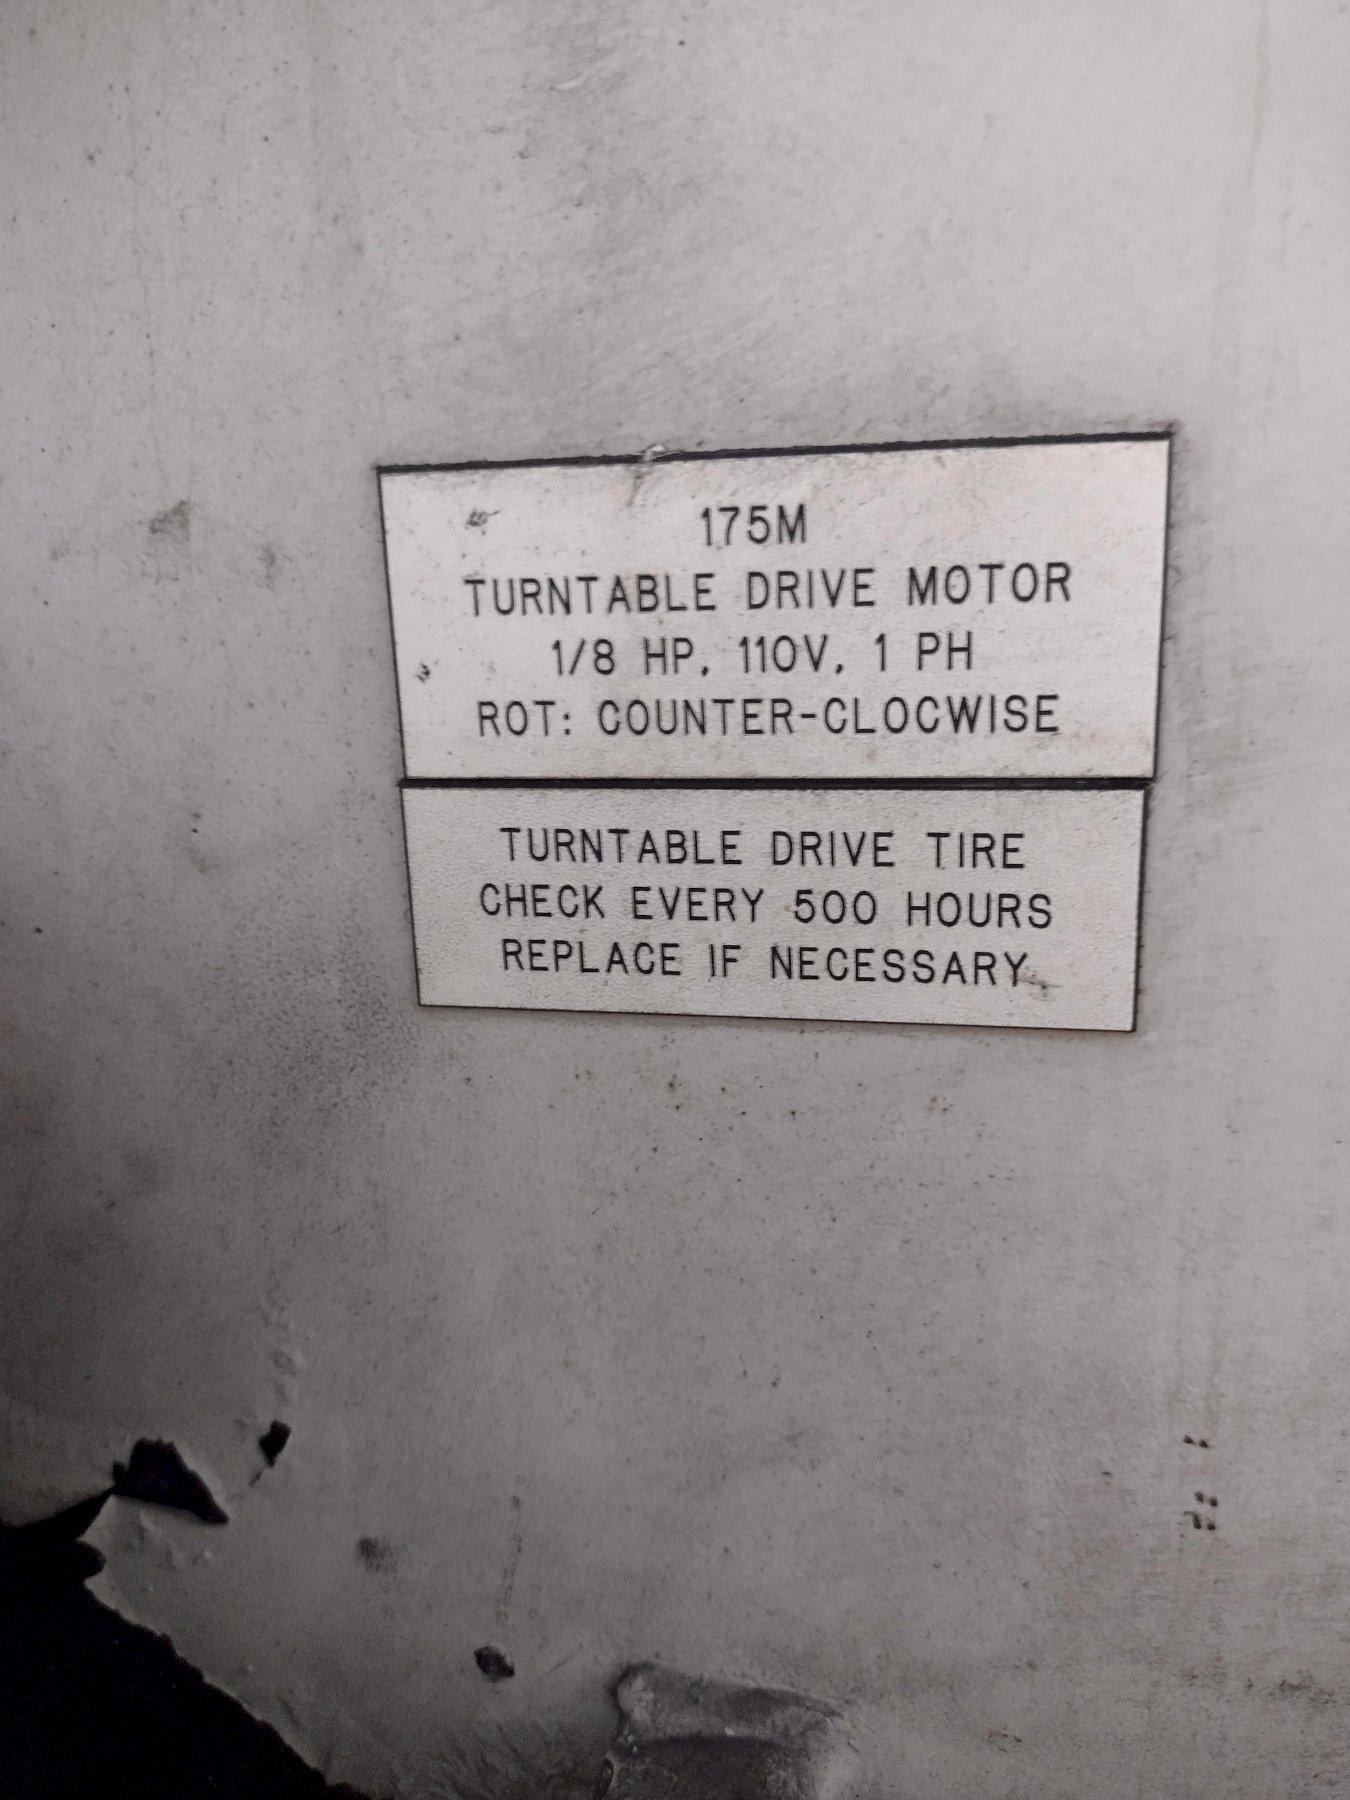 175M
TURNTABLE DRIVE MOTOR
1/8 HP, 110V, 1 PH
ROT: COUNTER-CLOCWISE
TURNTABLE DRIVE TIRE
CHECK EVERY 500 HOURS
REPLACE IF NECESSARY.